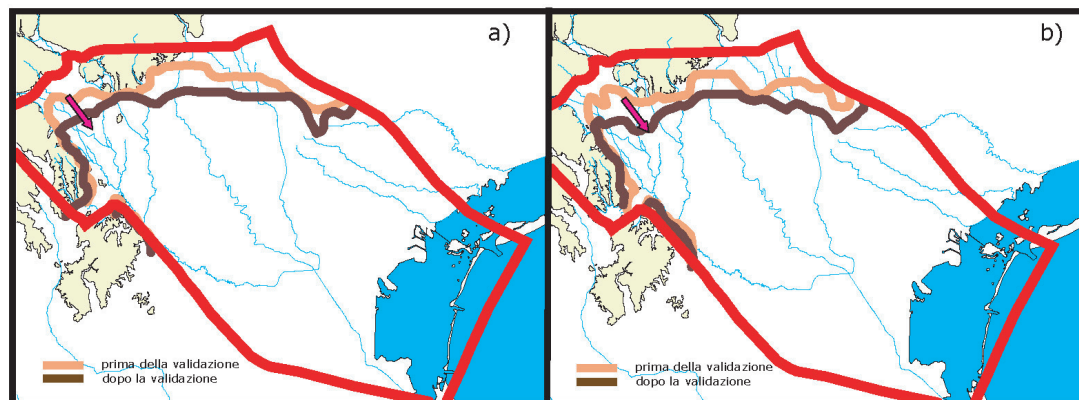 a)
prima della validazione
dopo la validazione
b)
prima della validazione
dopo la validazione